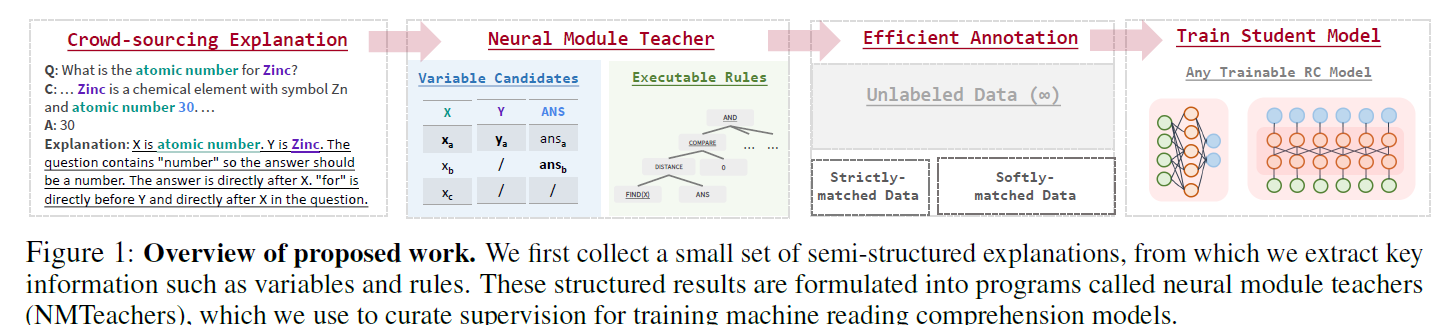 Crowd-sourcing Explanation
Q: What is the atomic number for Zinc?
C: ... Zinc is a chemical element with symbol Zn
and atomic number 30. ...
A: 30
Explanation: X is atomic number. Y is Zinc. The
question contains "number" so the answer should
be a number. The answer is directly after X. "for" is
directly before Y and directly after X in the question.
Neural Module Teacher
Variable Candidates
X Y ANS
xa ya ansa
xb / ansb
xc / /
Executable Rules
AND
COMPARE ... ...
DISTANCE 0
FIND(X) ANS
Efficient Annotation
Unlabeled Data (∞)
Strictly-
matched Data
Softly-
matched Data
Train Student Model
Any Trainable RC Model
Figure 1: Overview of proposed work. We first collect a small set of semi-structured explanations, from which we extract key
information such as variables and rules. These structured results are formulated into programs called neural module teachers
(NMTeachers), which we use to curate supervision for training machine reading comprehension models.